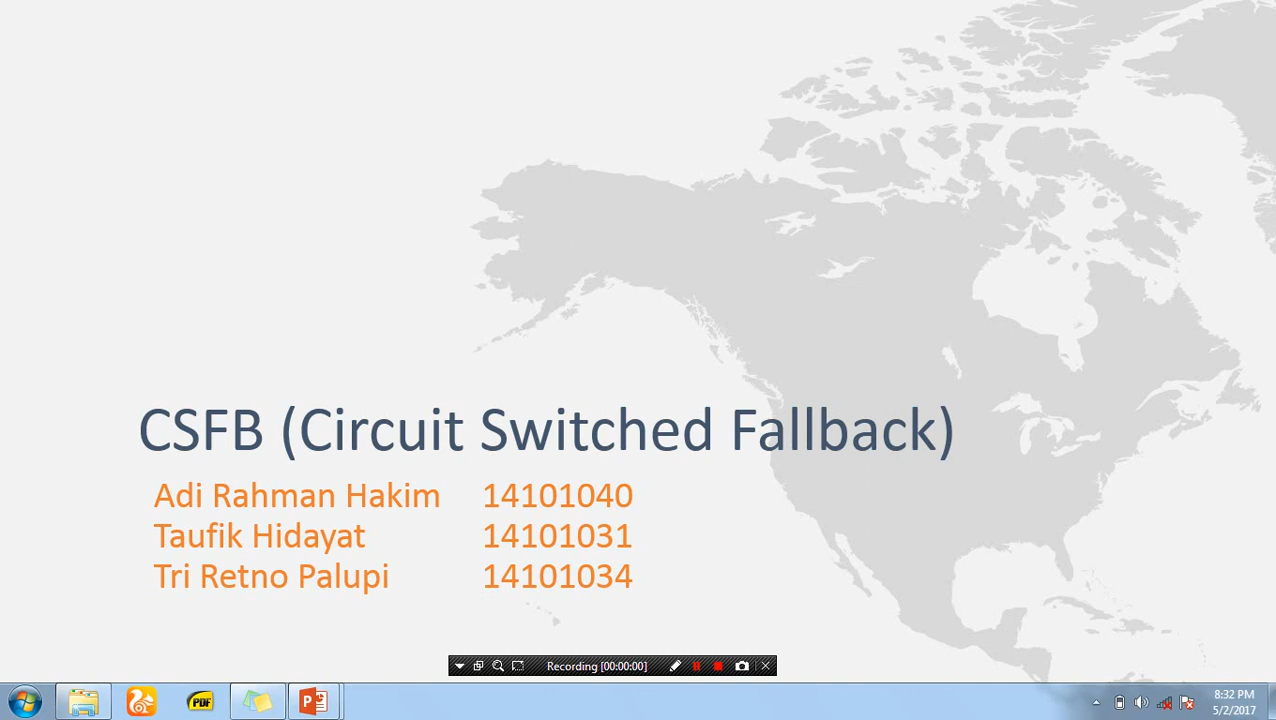 CSFB (Circuit Switched Fallback)
Adi Rahman Hakim 14101040
Taufik Hidayat 14101031
Tri Retno Palupi 14101034
Recording [00:00:00]
PDF
8:32 PM
5/2/2017